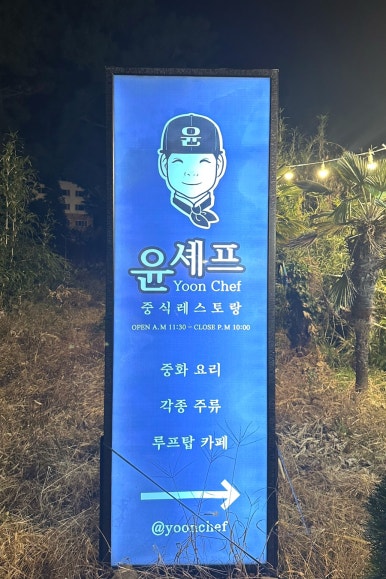 윤
윤셰프
Yoon Chef
중식레스토랑
OPEN A.M 11:30 - CLOSE P.M 10:00
중화 요리
각종 주류
루프탑 카페
@yoonchef